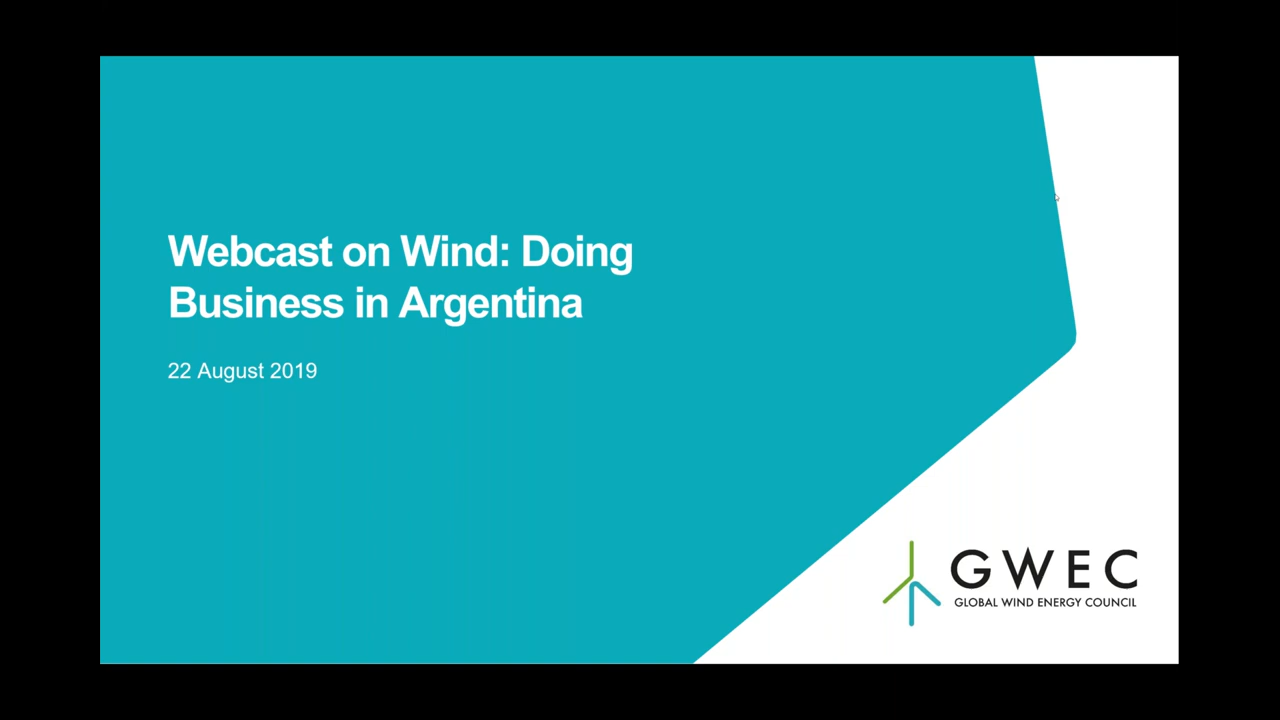 Webcast on Wind: Doing
Business in Argentina
22 August 2019
GWEC
GLOBAL WIND ENERGY COUNCIL